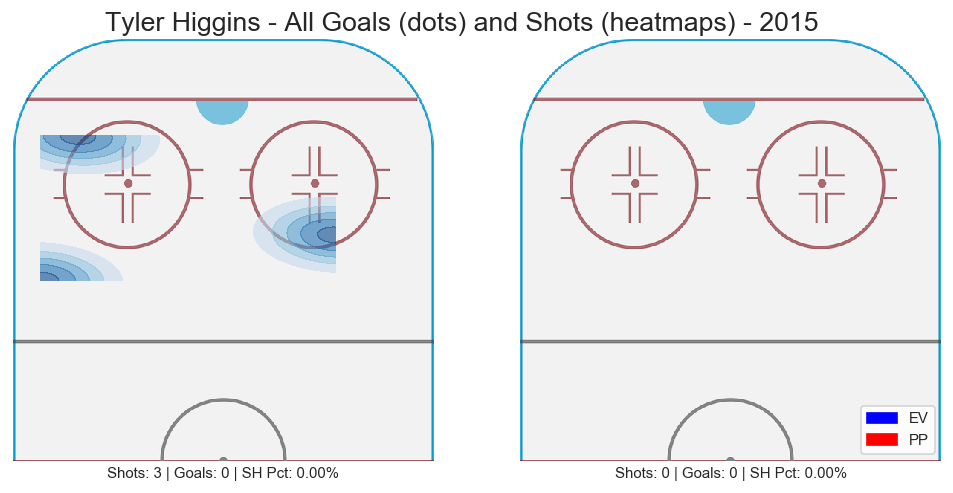 Tyler Higgins - All Goals (dots) and Shots (heatmaps) - 2015
EV
PP
Shots: 3 | Goals: 0 | SH Pct: 0.00%
Shots: 0 | Goals: 0 | SH Pct: 0.00%